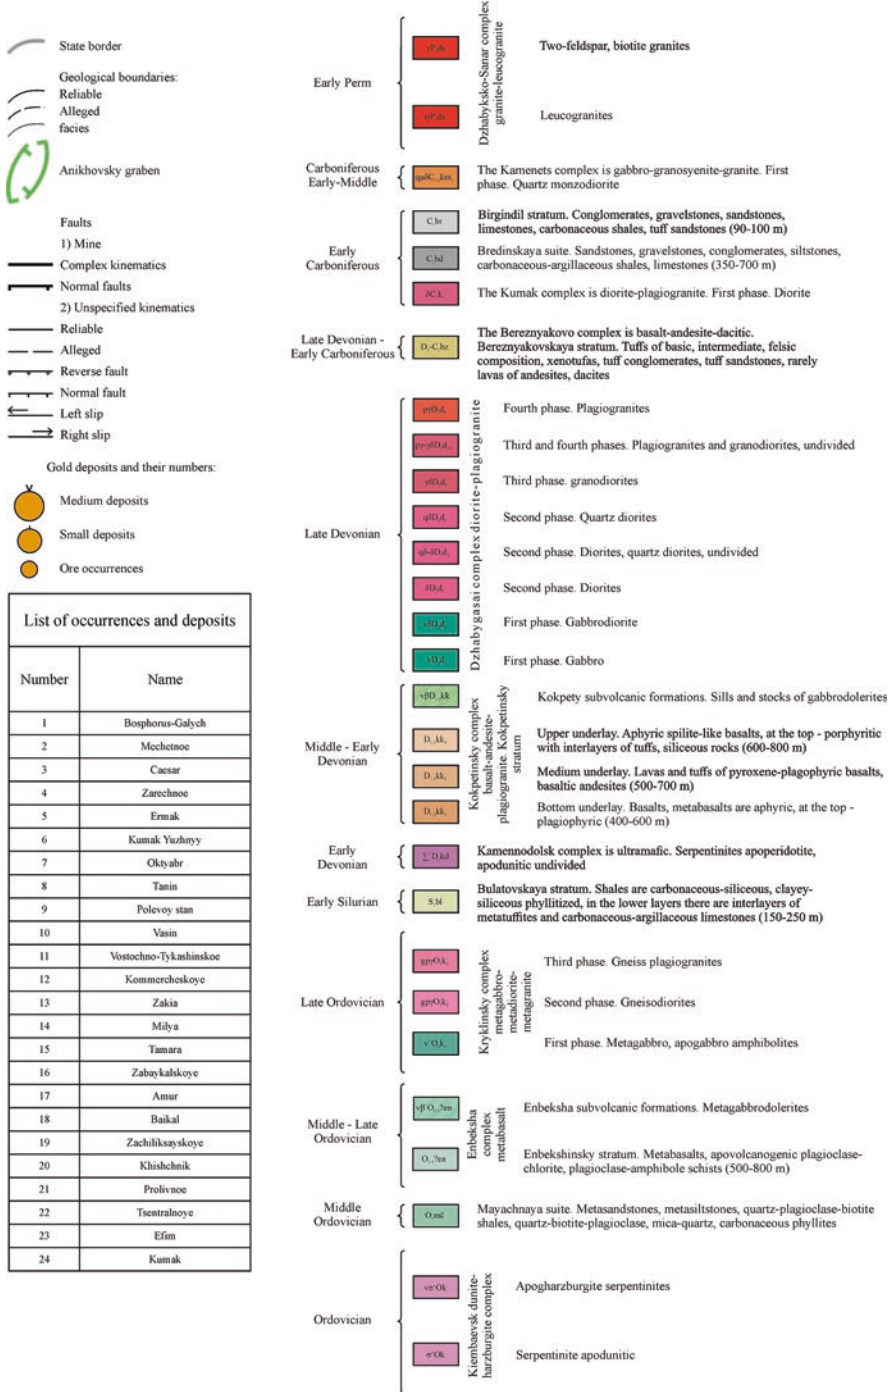 State border
Geological boundaries:
Reliable
Alleged
facies
Anikhovsky graben
Faults
1) Mine
Complex kinematics
Normal faults
2) Unspecified kinematics
Reliable
Alleged
Reverse fault
Normal fault
Left slip
Right slip
Gold deposits and their numbers:
Medium deposits
Small deposits
Ore occurrences
List of occurrences and deposits
Number Name
1 Bosphorus-Galych
2 Mechetnoe
3 Caesar
4 Zarechnoe
5 Ermak
6 Kumak Yuzhnyy
7 Oktyabr
8 Tanin
9 Polevoy stan
10 Vasin
11 Vostochno-Tykashinskoe
12 Kommercheskoye
13 Zakia
14 Milya
15 Tamara
16 Zabaykalskoye
17 Amur
18 Baikal
19 Zachiliksayskoye
20 Khishchnik
21 Prolivnoe
22 Tsentralnoye
23 Efim
24 Kumak
Early Perm
Dzhabyksko-Sanar complex
granite-leucogranite
Two-feldspar, biotite granites
Leucogranites
Carboniferous
Early-Middle
The Kamenets complex is gabbro-granosyenite-granite. First
phase. Quartz monzodiorite
Early
Carboniferous
Birgindil stratum. Conglomerates, gravelstones, sandstones,
limestones, carbonaceous shales, tuff sandstones (90-100 m)
Bredinskaya suite. Sandstones, gravelstones, conglomerates, siltstones,
carbonaceous-argillaceous shales, limestones (350-700 m)
The Kumak complex is diorite-plagiogranite. First phase. Diorite
Late Devonian -
Early Carboniferous
The Bereznyakovo complex is basalt-andesite-dacitic.
Bereznyakovskaya stratum. Tuffs of basic, intermediate, felsic
composition, xenotufas, tuff conglomerates, tuff sandstones, rarely
lavas of andesites, dacites
Late Devonian
Dzhabygasai complex diorite-plagiogranite
Fourth phase. Plagiogranites
Third and fourth phases. Plagiogranites and granodiorites, undivided
Third phase. granodiorites
Second phase. Quartz diorites
Second phase. Diorites, quartz diorites, undivided
Second phase. Diorites
First phase. Gabbrodiorite
First phase. Gabbro
Middle - Early
Devonian
Kokpetinsky complex
basalt-andesite-
plagiogranite. Kokpetinsky
stratum
Kokpety subvolcanic formations. Sills and stocks of gabbrodolerites
Upper underlay. Aphyric spilite-like basalts, at the top - porphyritic
with interlayers of tuffs, siliceous rocks (600-800 m)
Medium underlay. Lavas and tuffs of pyroxene-plagophyric basalts,
basaltic andesites (500-700 m)
Bottom underlay. Basalts, metabasalts are aphyric, at the top -
plagiophyric (400-600 m)
Early
Devonian
Kamennodolsk complex is ultramafic. Serpentinites apoperidotite,
apodunitic undivided
Early Silurian
Bulatovskaya stratum. Shales are carbonaceous-siliceous, clayey-
siliceous phyllitized, in the lower layers there are interlayers of
metatuffites and carbonaceous-argillaceous limestones (150-250 m)
Late Ordovician
Kryklinsky complex
metagabbro-
metadiorite-
metagranite
Third phase. Gneiss plagiogranites
Second phase. Gneisodiorites
First phase. Metagabbro, apogabbro amphibolites
Middle - Late
Ordovician
Enbeksha
complex
metabasalt
Enbeksha subvolcanic formations. Metagabbrodolerites
Enbekshinsky stratum. Metabasalts, apovolcanogenic plagioclase-
chlorite, plagioclase-amphibole schists (500-800 m)
Middle
Ordovician
Mayachnaya suite. Metasandstones, metasiltstones, quartz-plagioclase-biotite
shales, quartz-biotite-plagioclase, mica-quartz, carbonaceous phyllites
Ordovician
Kiembaevsk dunite-
harzburgite complex
Apogharzburgite serpentinites
Serpentinite apodunitic